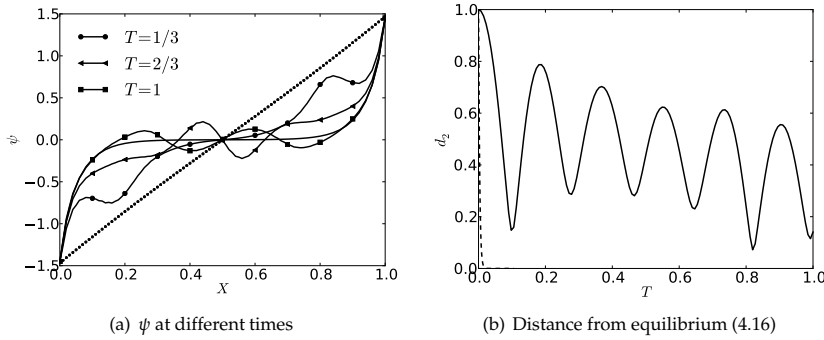 1.5
1.0
0.5
0.0
−0.5
−1.0
−1.5
ψ
T=1/3
T=2/3
T=1
0.0 0.2 0.4 0.6 0.8 1.0
X
(a) ψ at different times
1.0
0.8
0.6
0.4
0.2
0.0
d₂
0.0 0.2 0.4 0.6 0.8 1.0
T
(b) Distance from equilibrium (4.16)